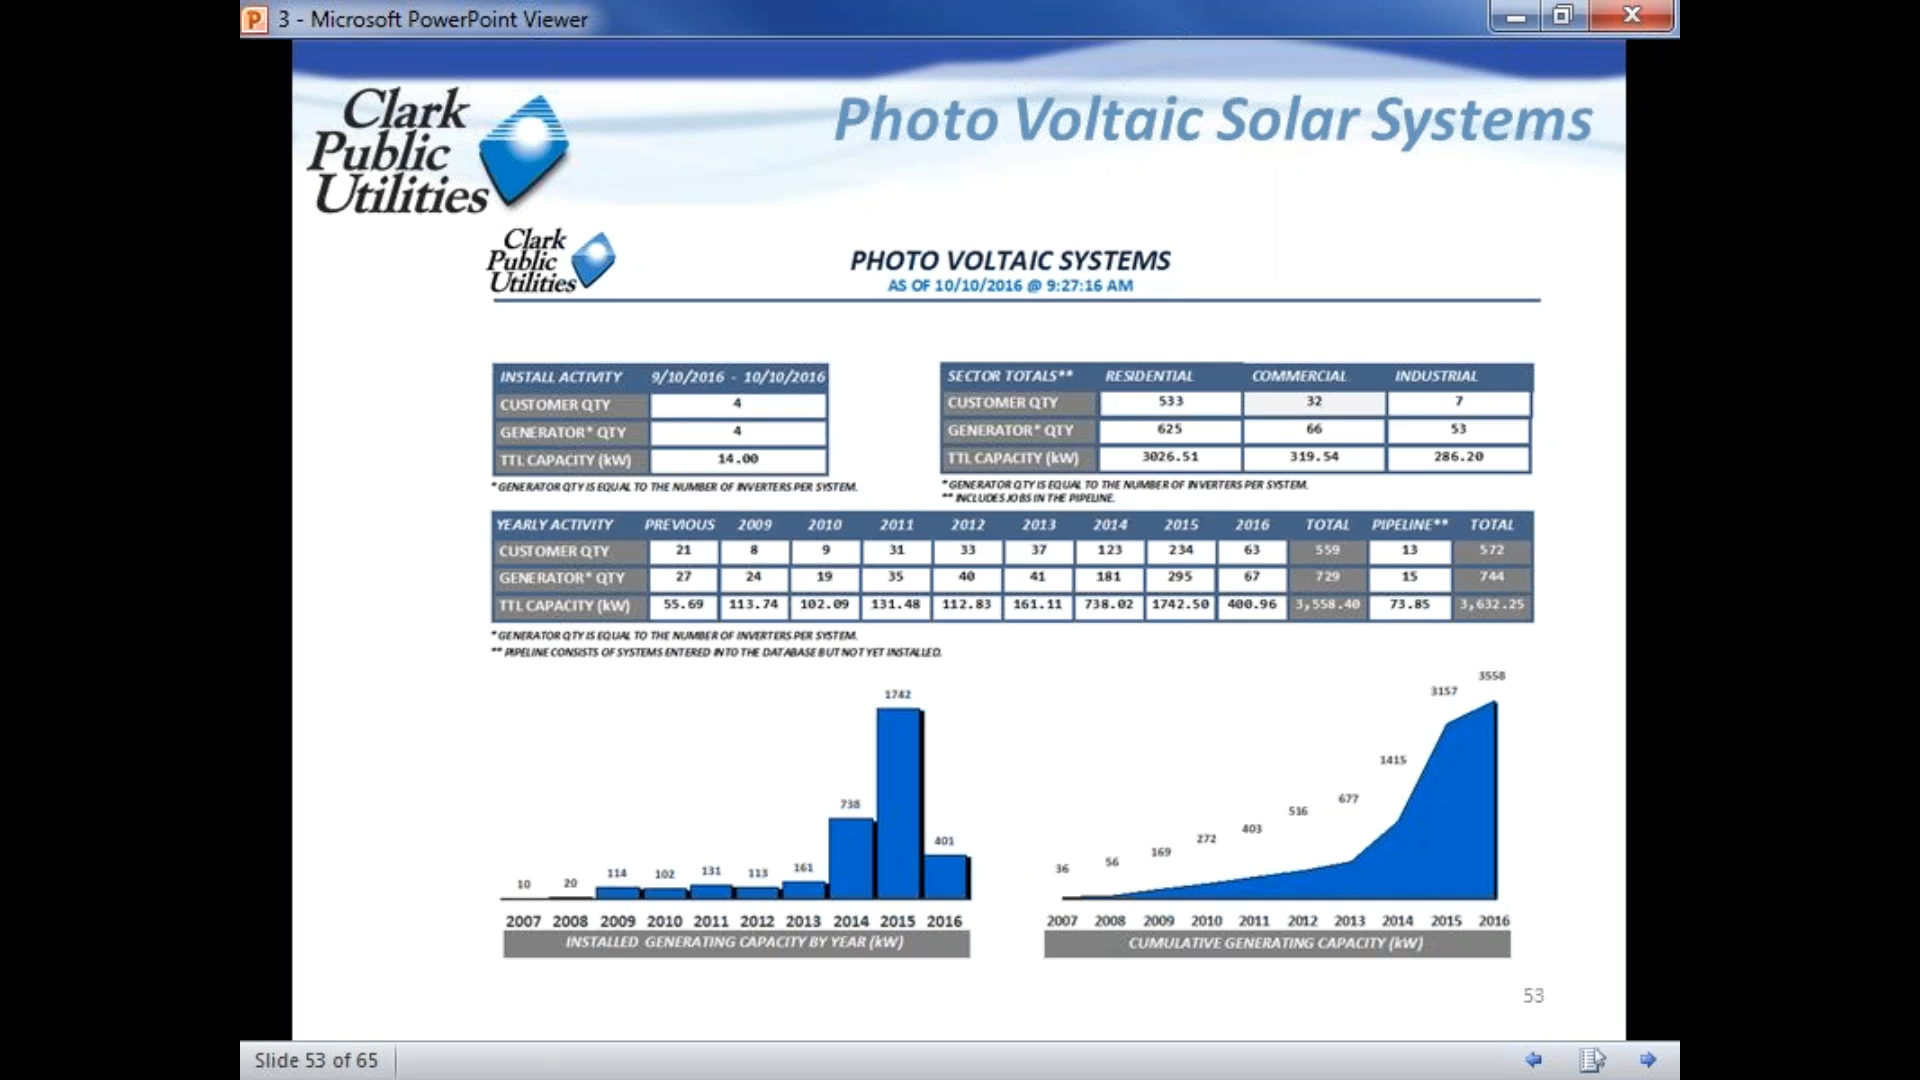 3 - Microsoft PowerPoint Viewer
Clark
Public
Utilities
Photo Voltaic Solar Systems
Clark
Public
Utilities
PHOTO VOLTAIC SYSTEMS
AS OF 10/10/2016 @ 9:27:16 AM
INSTALL ACTIVITY 9/10/2016 - 10/10/2016
CUSTOMER QTY 4
GENERATOR* QTY 4
TTL CAPACITY (kW) 14.00
* GENERATOR QTY IS EQUAL TO THE NUMBER OF INVERTERS PER SYSTEM.
SECTOR TOTALS** RESIDENTIAL COMMERCIAL INDUSTRIAL
CUSTOMER QTY 533 32 7
GENERATOR* QTY 625 66 53
TTL CAPACITY (kW) 3026.51 319.54 286.20
* GENERATOR QTY IS EQUAL TO THE NUMBER OF INVERTERS PER SYSTEM.
** INCLUDES JOBS IN THE PIPELINE.
YEARLY ACTIVITY PREVIOUS 2009 2010 2011 2012 2013 2014 2015 2016 TOTAL PIPELINE** TOTAL
CUSTOMER QTY 21 8 9 31 33 37 123 234 63 559 13 572
GENERATOR* QTY 27 24 19 35 40 41 181 295 67 729 15 744
TTL CAPACITY (kW) 55.69 113.74 102.09 131.48 112.83 161.11 738.02 1742.50 400.96 3,558.40 73.85 3,632.25
* GENERATOR QTY IS EQUAL TO THE NUMBER OF INVERTERS PER SYSTEM.
** PIPELINE CONSISTS OF SYSTEMS ENTERED INTO THE DATABASE BUT NOT YET INSTALLED.
10 20 114 102 131 113 161 738 1742 401
2007 2008 2009 2010 2011 2012 2013 2014 2015 2016
INSTALLED GENERATING CAPACITY BY YEAR (kW)
36 56 169 272 403 516 677 1415 3157 3558
2007 2008 2009 2010 2011 2012 2013 2014 2015 2016
CUMULATIVE GENERATING CAPACITY (kW)
53
Slide 53 of 65